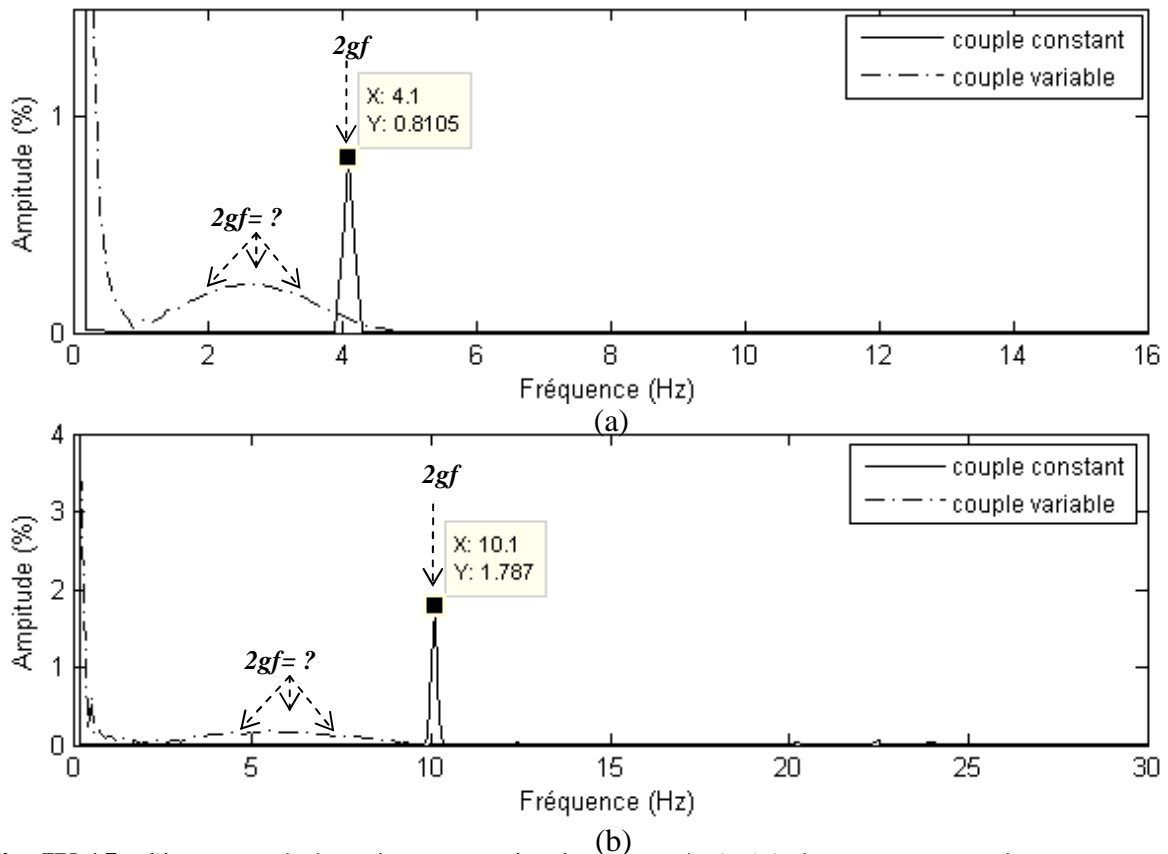 2gf
couple constant
couple variable
X: 4.1
Y: 0.8105
2gf= ?
Ampitude (%)
1
0
0 2 4 6 8 10 12 14 16
Fréquence (Hz)
(a)
2gf
couple constant
couple variable
X: 10.1
Y: 1.787
2gf= ?
Ampitude (%)
4
3
2
1
0
0 5 10 15 20 25 30
Fréquence (Hz)
(b)